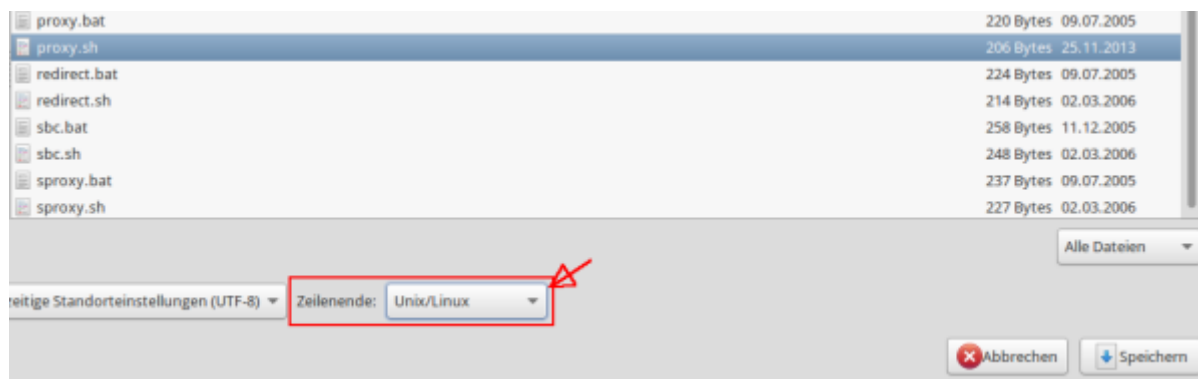 proxy.bat 220 Bytes 09.07.2005
proxy.sh 206 Bytes 25.11.2013
redirect.bat 224 Bytes 09.07.2005
redirect.sh 214 Bytes 02.03.2006
sbc.bat 258 Bytes 11.12.2005
sbc.sh 248 Bytes 02.03.2006
sproxy.bat 237 Bytes 09.07.2005
sproxy.sh 227 Bytes 02.03.2006
Alle Dateien
zeitige Standorteinstellungen (UTF-8) Zeilenende: Unix/Linux
Abbrechen Speichern